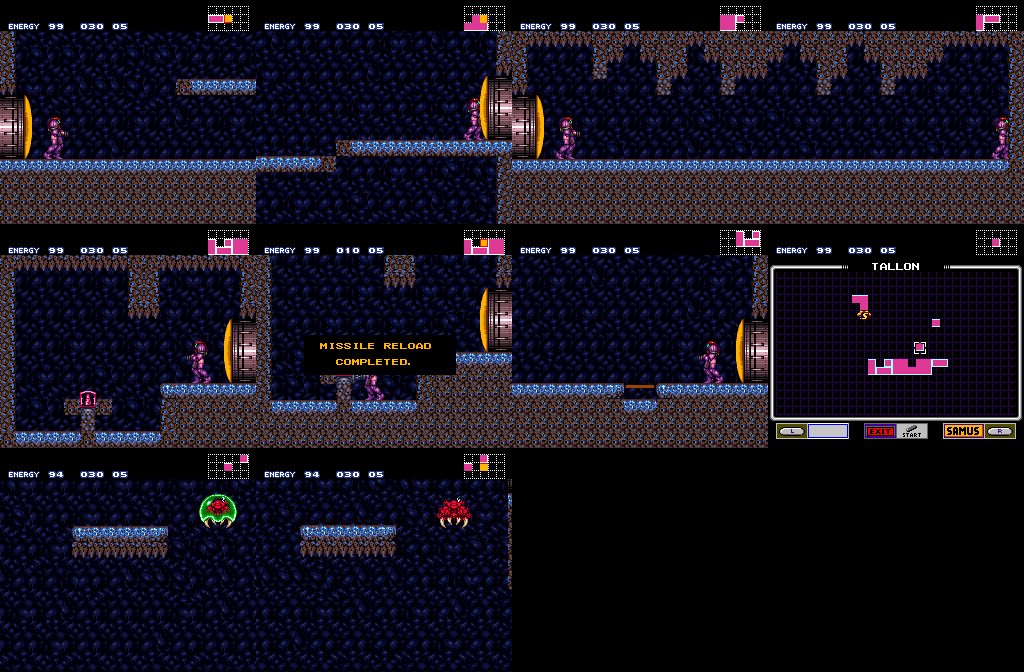 ENERGY 99 030 05
ENERGY 99 030 05
ENERGY 99 030 05
ENERGY 99 030 05
ENERGY 99 030 05
ENERGY 99 010 05
MISSILE RELOAD
COMPLETED.
ENERGY 99 030 05
ENERGY 99 030 05
TALLON
L
EXIT
START
SAMUS
R
ENERGY 94 030 05
ENERGY 94 030 05